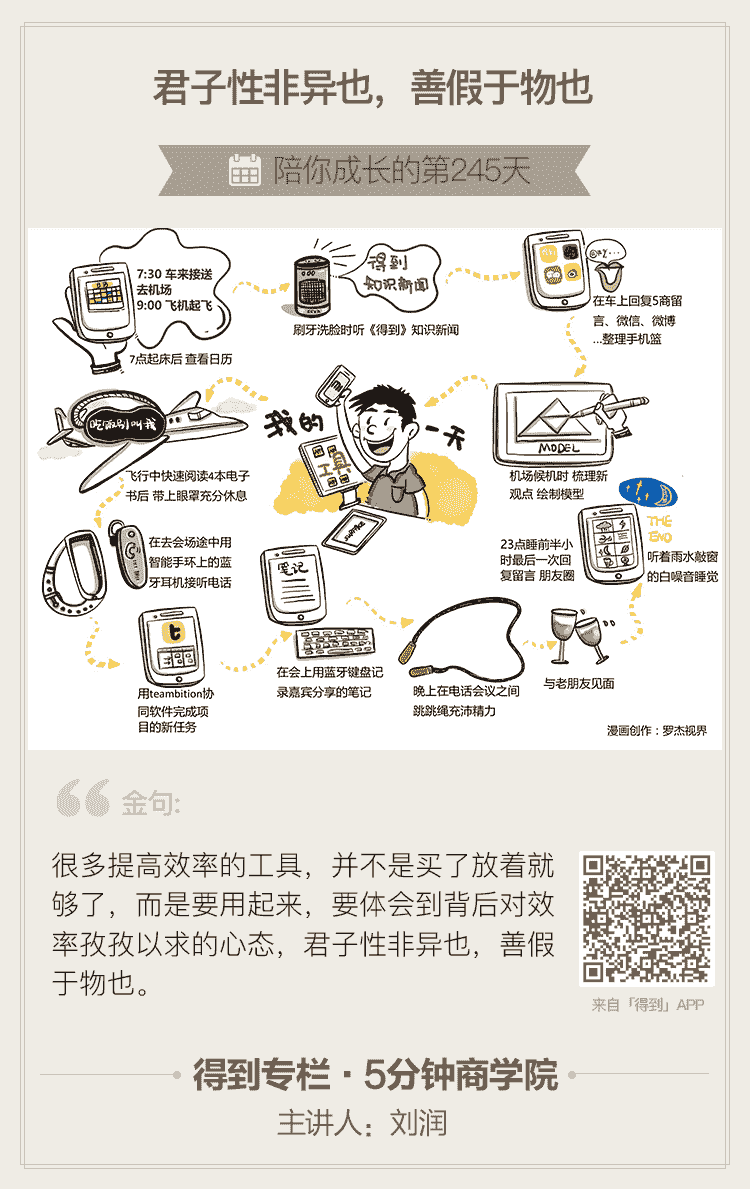 君子性非异也，善假于物也
陪你成长的第245天
7:30 车来接送
去机场
9:00 飞机起飞
7点起床后 查看日历
得到
知识新闻
刷牙洗脸时听《得到》知识新闻
在车上回复5商留
言、微信、微博
...整理手机篮
MODEL
机场候机时 梳理新
观点 绘制模型
我的
一天
工具
吃饭别叫我
飞行中快速阅读4本电子
书后 带上眼罩充分休息
在去会场途中用
智能手环上的蓝
牙耳机接听电话
用teambition协
同软件完成项
目的新任务
笔记
SURFACE
在会上用蓝牙键盘记
录嘉宾分享的笔记
晚上在电话会议之间
跳跳绳充沛精力
与老朋友见面
23点睡前半小
时最后一次回
复留言 朋友圈
THE
END
听着雨水敲窗
的白噪音睡觉
漫画创作：罗杰视界
金句:
很多提高效率的工具，并不是买了放着就
够了，而是要用起来，要体会到背后对效
率孜孜以求的心态，君子性非异也，善假
于物也。
来自「得到」APP
得到专栏·5分钟商学院
主讲人：刘润